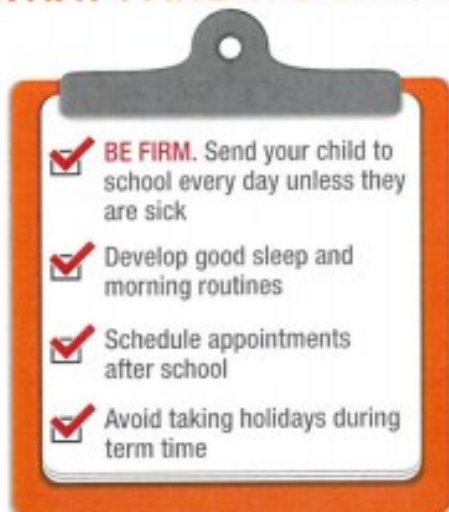 BE FIRM. Send your child to
school every day unless they
are sick
Develop good sleep and
morning routines
Schedule appointments
after school
Avoid taking holidays during
term time